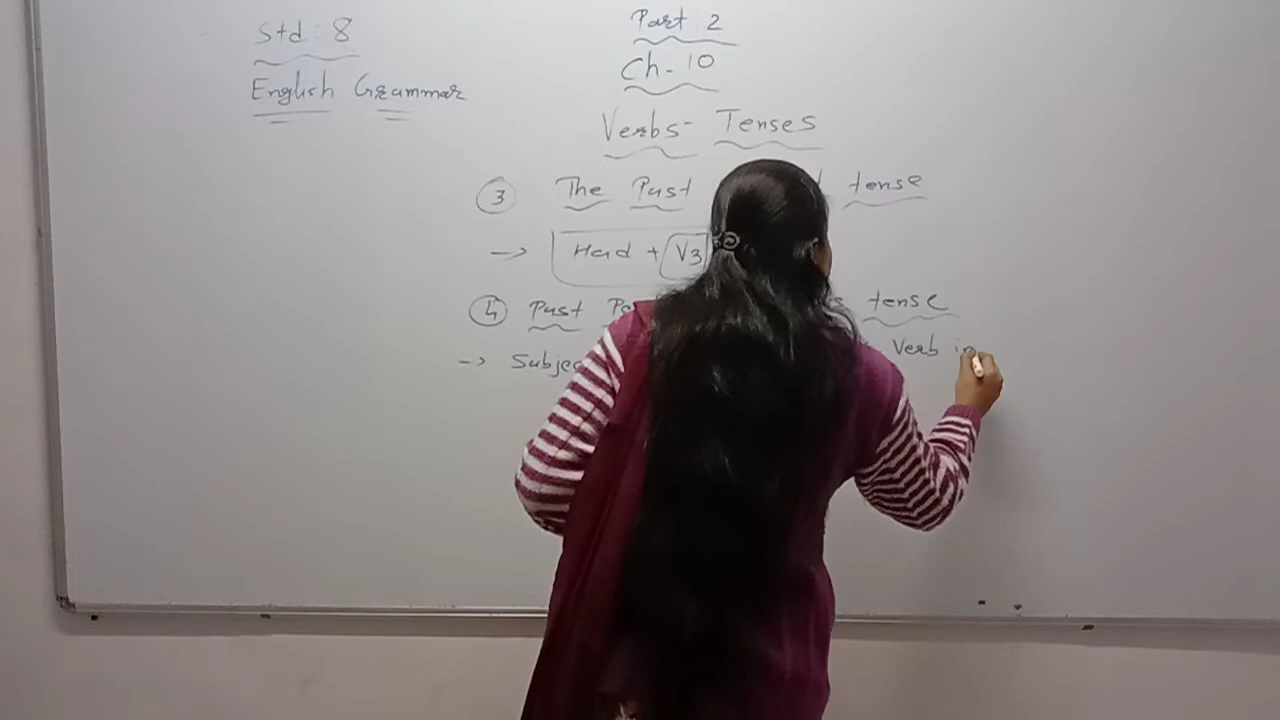 Std : 8
English Grammar
Part 2
Ch- 10
Verbs- Tenses
3 The Past tense
→ Had + V3
4 Past tense
→ Verb